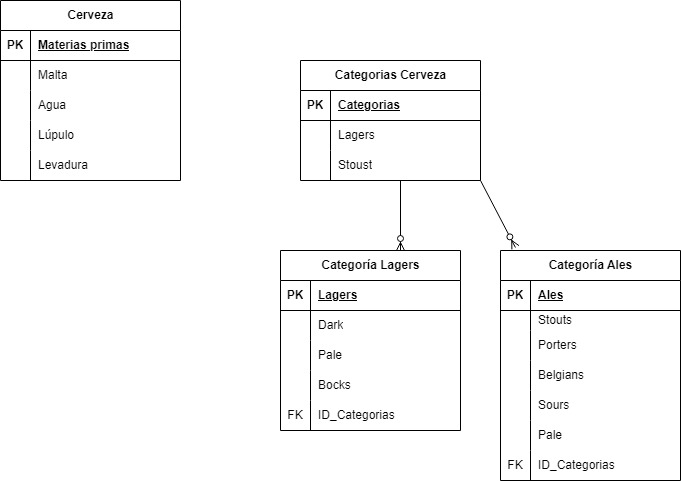 Cerveza
PK Materias primas
Malta
Agua
Lúpulo
Levadura
Categorias Cerveza
PK Categorias
Lagers
Stoust
Categoría Lagers
PK Lagers
Dark
Pale
Bocks
FK ID_Categorias
Categoría Ales
PK Ales
Stouts
Porters
Belgians
Sours
Pale
FK ID_Categorias